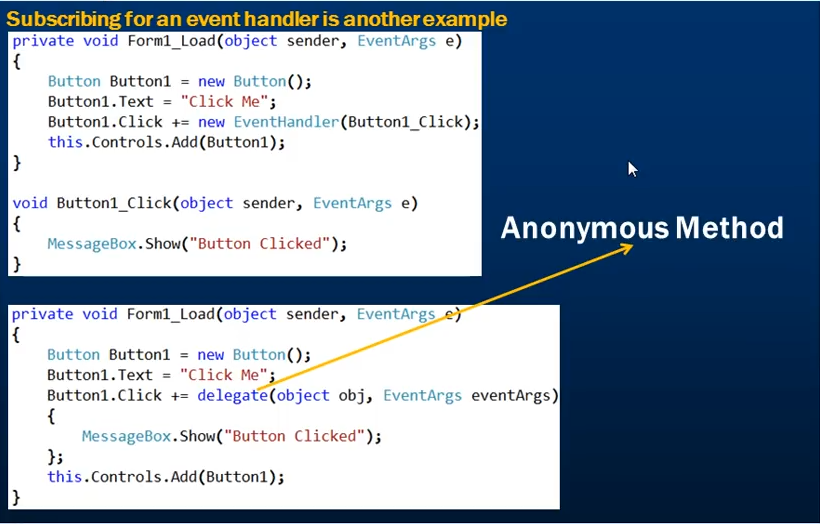 Subscribing for an event handler is another example
private void Form1_Load(object sender, EventArgs e)
{
    Button Button1 = new Button();
    Button1.Text = "Click Me";
    Button1.Click += new EventHandler(Button1_Click);
    this.Controls.Add(Button1);
}
void Button1_Click(object sender, EventArgs e)
{
    MessageBox.Show("Button Clicked");
}
Anonymous Method
private void Form1_Load(object sender, EventArgs e)
{
    Button Button1 = new Button();
    Button1.Text = "Click Me";
    Button1.Click += delegate(object obj, EventArgs eventArgs)
    {
        MessageBox.Show("Button Clicked");
    };
    this.Controls.Add(Button1);
}